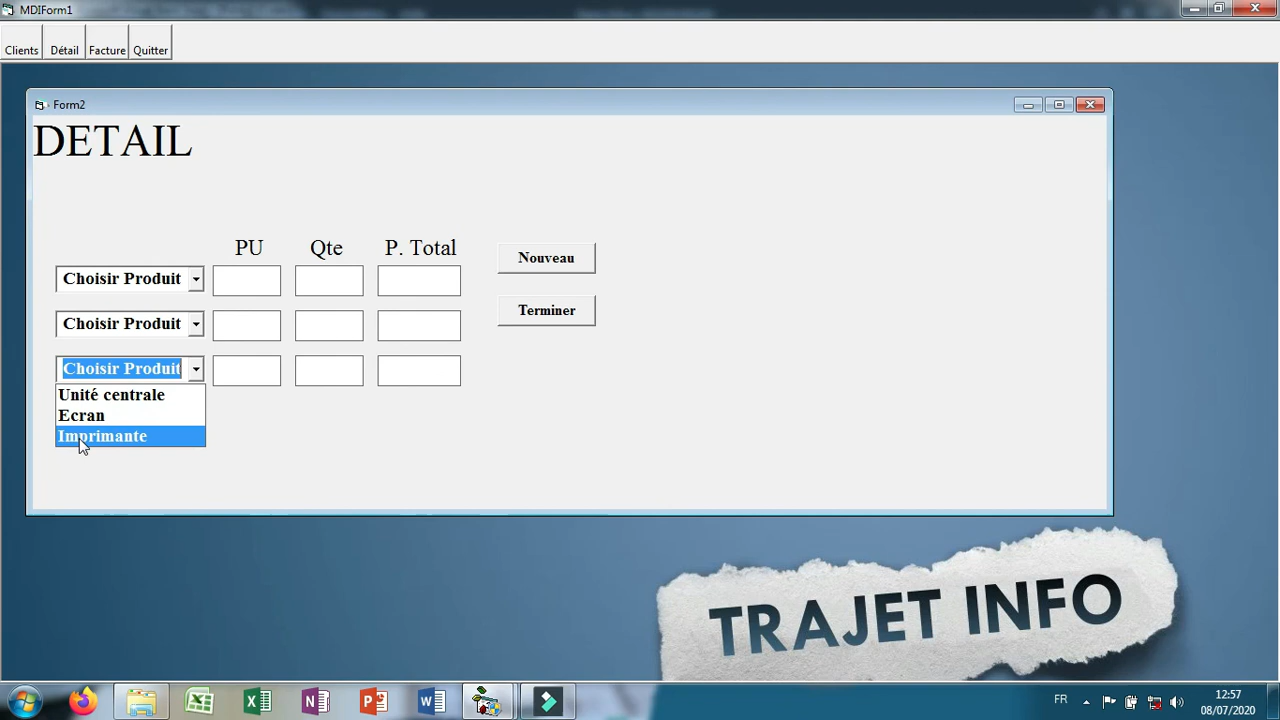 MDIForm1
Clients Détail Facture Quitter
Form2
DETAIL
PU Qte P. Total
Choisir Produit
Choisir Produit
Choisir Produit
Unité centrale
Ecran
Imprimante
Nouveau
Terminer
TRAJET INFO
FR
12:57
08/07/2020